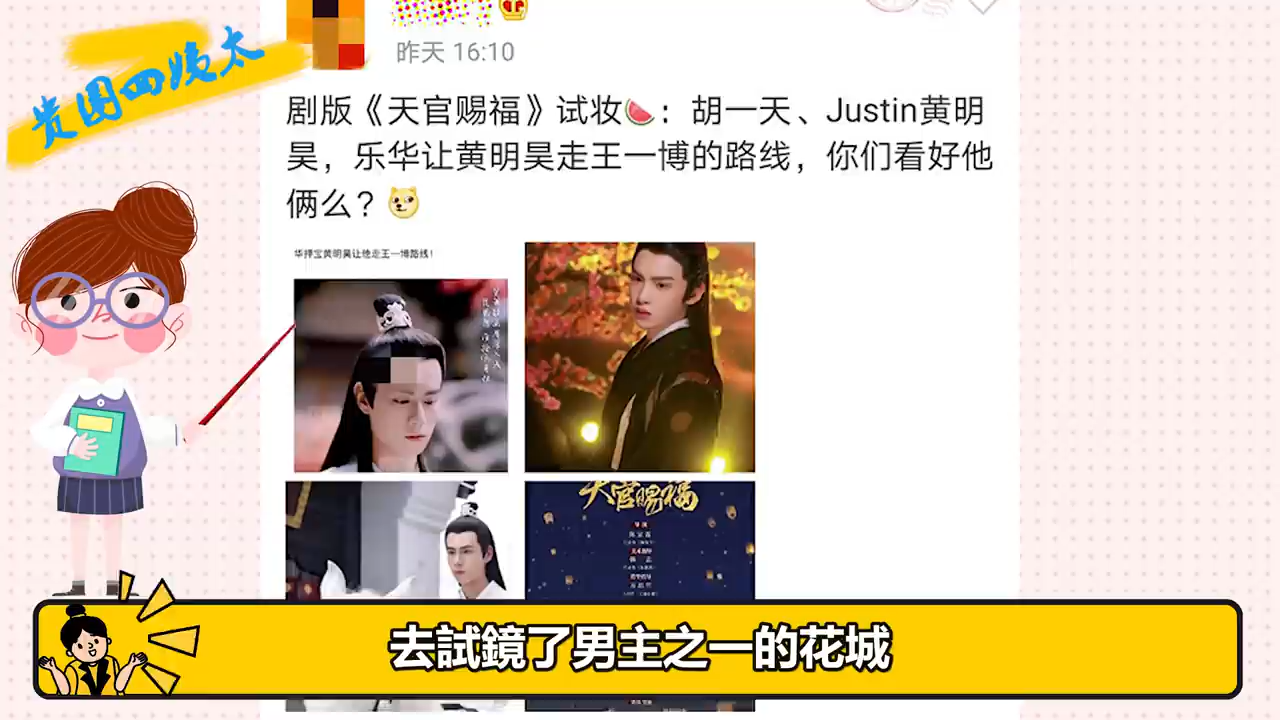 贵圈四姨太
昨天 16:10
剧版《天官赐福》试妆🍉：胡一天、Justin黄明
昊，乐华让黄明昊走王一博的路线，你们看好他
俩么？
华捍宝黄明昊让他走王一博路线！
天官赐福
去試鏡了男主之一的花城